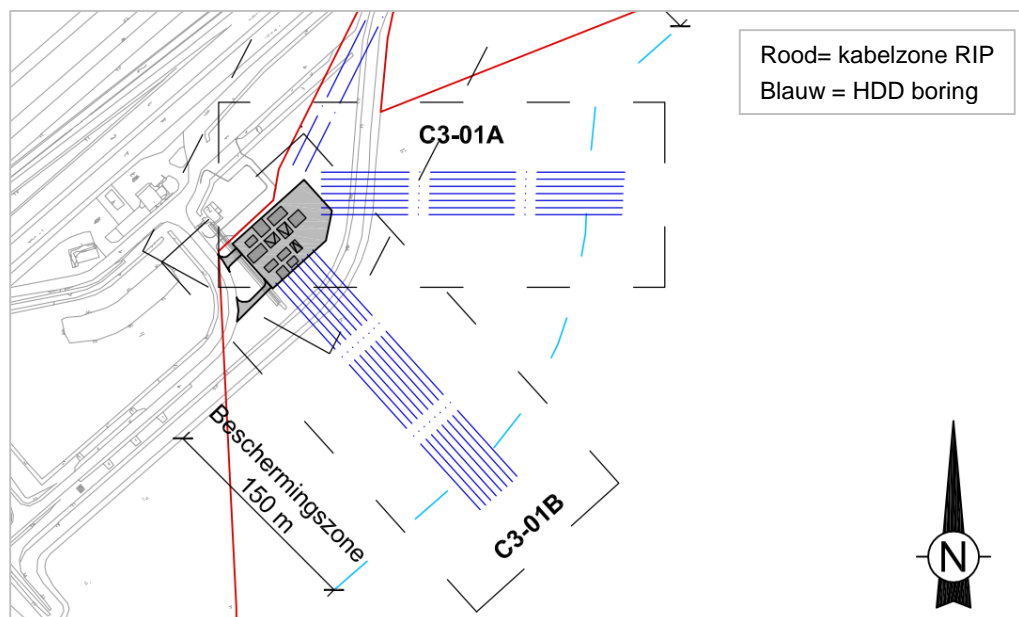 Rood= kabelzone RIP
Blauw = HDD boring
C3-01A
Beschermingszone
150 m
C3-01B
N